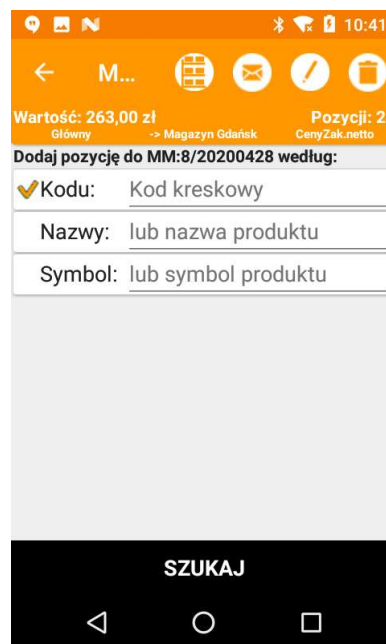 10:41
M...
Wartość: 263,00 zł Pozycji: 2
Główny -> Magazyn Gdańsk CenyZak.netto
Dodaj pozycję do MM:8/20200428 według:
Kodu: Kod kreskowy
Nazwy: lub nazwa produktu
Symbol: lub symbol produktu
SZUKAJ